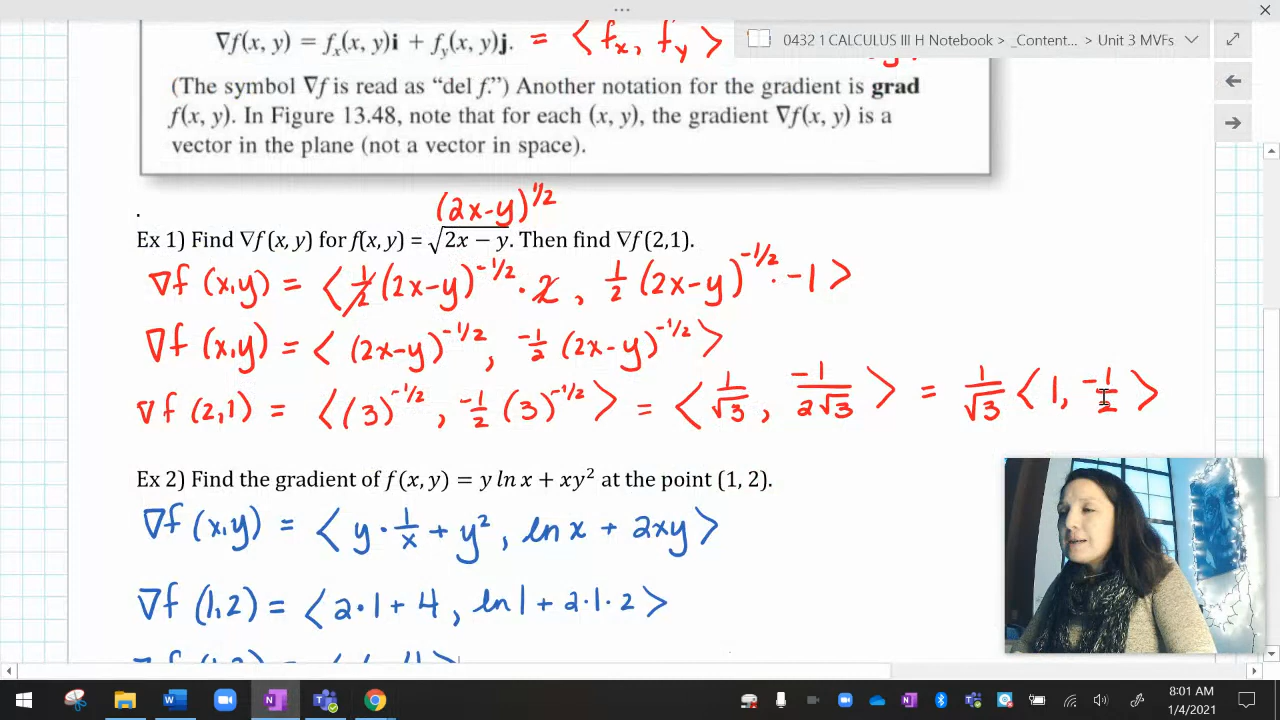 0432 1 CALCULUS III H Notebook > _Content... > Unit 3 MVFs
∇f(x, y) = fx(x, y)i + fy(x, y)j. = < fx, fy >
(The symbol ∇f is read as “del f.”) Another notation for the gradient is grad
f(x, y). In Figure 13.48, note that for each (x, y), the gradient ∇f(x, y) is a
vector in the plane (not a vector in space).
(2x-y)^1/2
Ex 1) Find ∇f(x, y) for f(x, y) = √(2x − y). Then find ∇f(2,1).
∇f (x,y) = < 1/2 (2x-y)^-1/2 · 2, 1/2 (2x-y)^-1/2 · -1 >
∇f (x,y) = < (2x-y)^-1/2, -1/2 (2x-y)^-1/2 >
∇f (2,1) = < (3)^-1/2, -1/2 (3)^-1/2 > = < 1/√3, -1/2√3 > = 1/√3 < 1, -1/2 >
Ex 2) Find the gradient of f(x, y) = y ln x + xy² at the point (1, 2).
∇f (x,y) = < y · 1/x + y², ln x + 2xy >
∇f (1,2) = < 2·1 + 4, ln 1 + 2·1·2 >
8:01 AM
1/4/2021